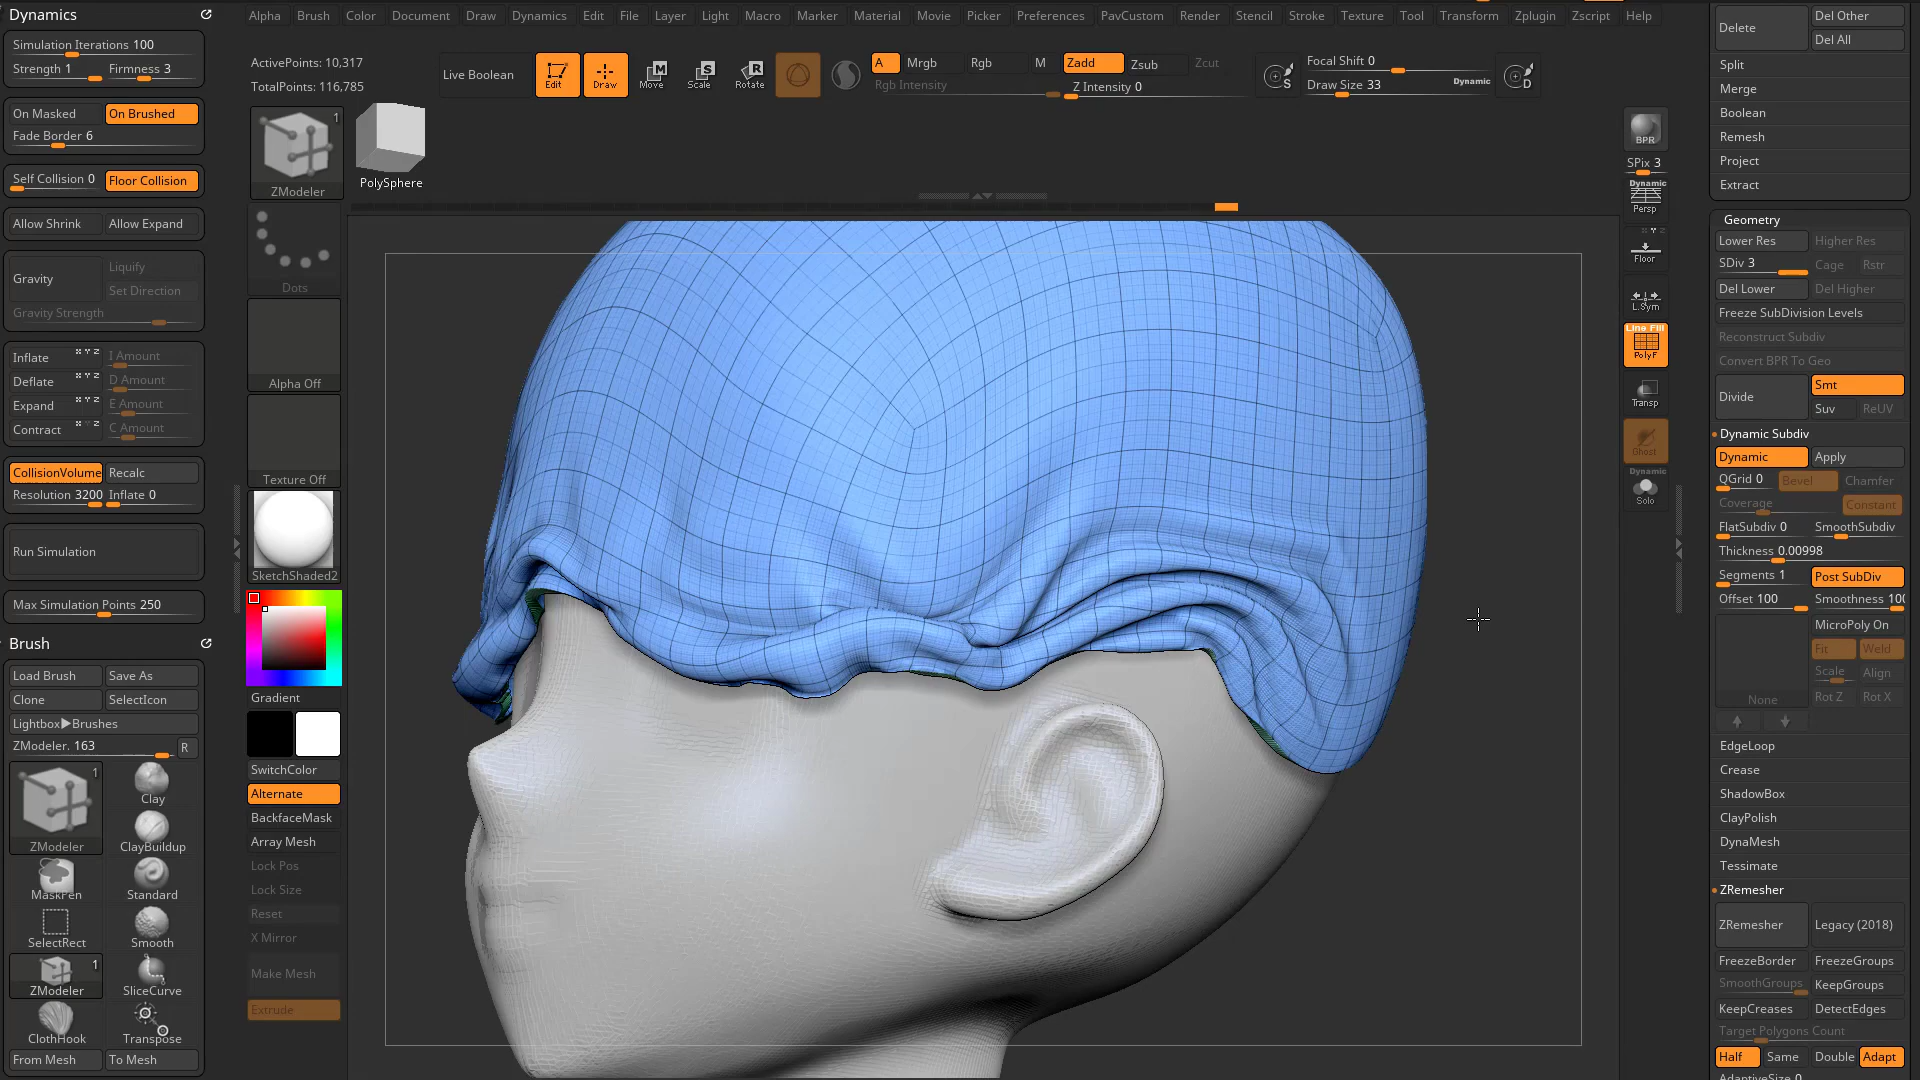 Dynamics
Alpha Brush Color Document Draw Dynamics Edit File Layer Light Macro Marker Material Movie Picker Preferences PavCustom Render Stencil Stroke Texture Tool Transform Zplugin Zscript Help
Simulation Iterations 100
Strength 1 Firmness 3
On Masked On Brushed
Fade Border 6
Self Collision 0 Floor Collision
Allow Shrink Allow Expand
Gravity Liquify
Set Direction
Gravity Strength
Inflate X Y Z I Amount
Deflate X Y Z D Amount
Expand X Y Z E Amount
Contract X Y Z C Amount
CollisionVolume Recalc
Resolution 3200 Inflate 0
Run Simulation
Max Simulation Points 250
Brush
Load Brush Save As
Clone SelectIcon
Lightbox▶Brushes
ZModeler. 163 R
1
ZModeler
Clay
ClayBuildup
MaskPen
Standard
SelectRect
Smooth
1
ZModeler
SliceCurve
ClothHook
Transpose
From Mesh To Mesh
ActivePoints: 10,317
TotalPoints: 116,785
Live Boolean
Edit
Draw
Move
Scale
Rotate
A Mrgb Rgb M
Rgb Intensity
Zadd Zsub Zcut
Z Intensity 0
S
Focal Shift 0
Draw Size 33 Dynamic
D
1
ZModeler
PolySphere
Dots
Alpha Off
Texture Off
SketchShaded2
Gradient
SwitchColor
Alternate
BackfaceMask
Array Mesh
Lock Pos
Lock Size
Reset
X Mirror
Make Mesh
Extrude
BPR
SPix 3
Dynamic
Persp
X Y Z
Floor
L.Sym
Line Fill
PolyF
Transp
Ghost
Dynamic
Solo
Delete Del Other
Del All
Split
Merge
Boolean
Remesh
Project
Extract
Geometry
Lower Res Higher Res
SDiv 3 Cage Rstr
Del Lower Del Higher
Freeze SubDivision Levels
Reconstruct Subdiv
Convert BPR To Geo
Divide Smt
Suv ReUV
Dynamic Subdiv
Dynamic Apply
QGrid 0 Bevel Chamfer
Coverage Constant
FlatSubdiv 0 SmoothSubdiv
Thickness 0.00998
Segments 1 Post SubDiv
Offset 100 Smoothness 100
MicroPoly On
Fit Weld
Scale Align
None Rot Z Rot X
EdgeLoop
Crease
ShadowBox
ClayPolish
DynaMesh
Tessimate
ZRemesher
ZRemesher Legacy (2018)
FreezeBorder FreezeGroups
SmoothGroups KeepGroups
KeepCreases DetectEdges
Target Polygons Count
Half Same Double Adapt
AdaptiveSize 0